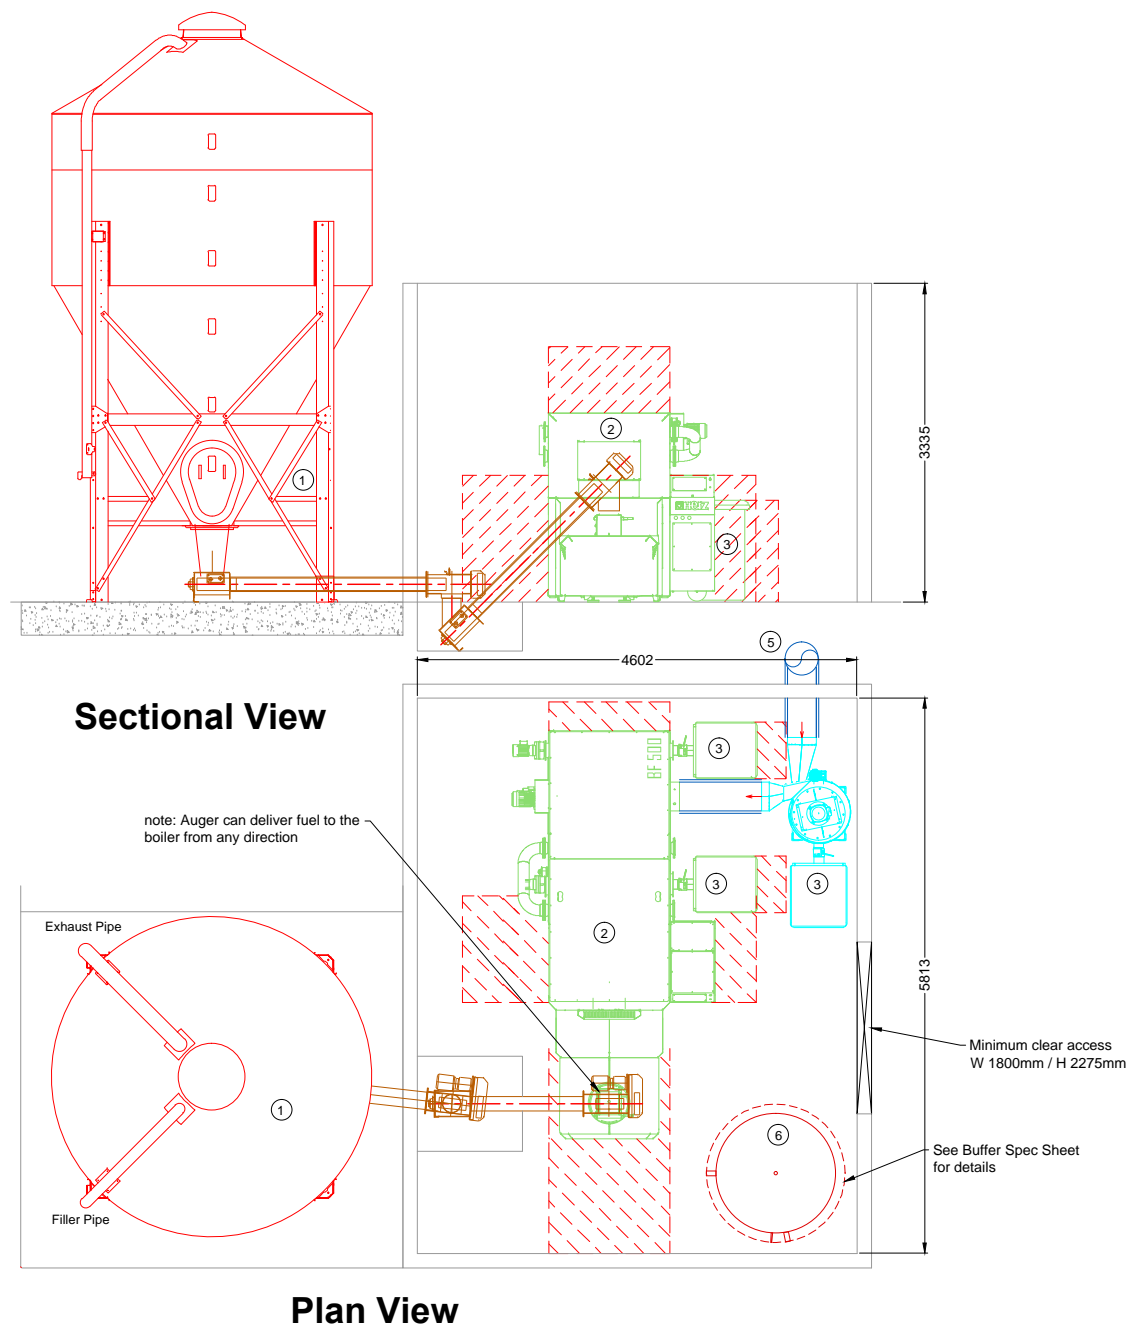 2
1
HERZ
3
3335
5
4602
Sectional View
BF 500
3
note: Auger can deliver fuel to the
boiler from any direction
3
3
2
Exhaust Pipe
5813
Minimum clear access
W 1800mm / H 2275mm
1
6
See Buffer Spec Sheet
for details
Filler Pipe
Plan View